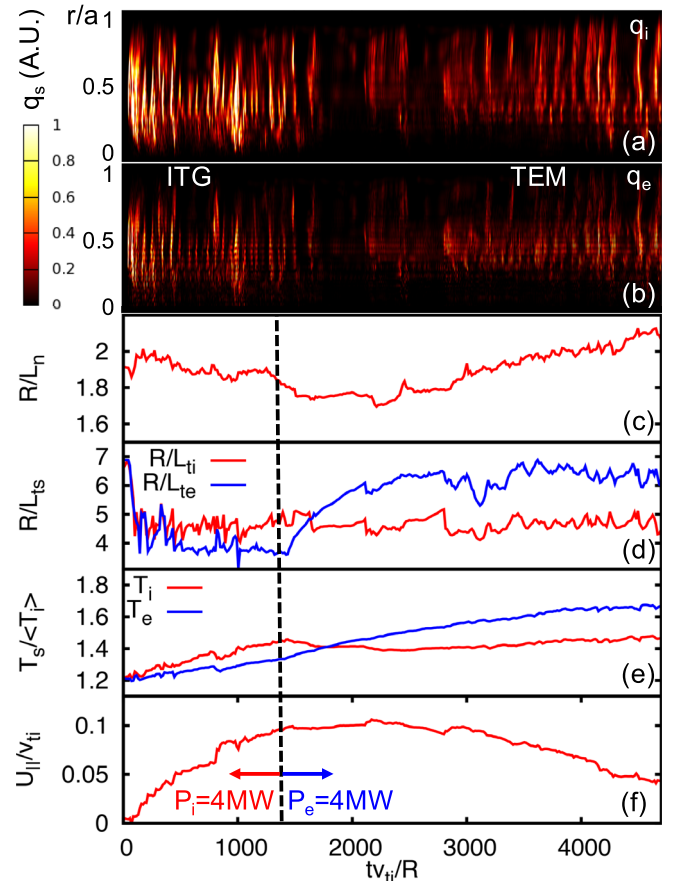 r/a
q_s (A.U.)
1
0.8
0.6
0.4
0.2
0
1
0.5
0
q_i
(a)
1
0.5
0
ITG
TEM
q_e
(b)
R/L_n
2
1.8
1.6
(c)
R/L_ts
7
6
5
4
R/L_ti
R/L_te
(d)
T_s/<T_i>
1.8
1.6
1.4
1.2
T_i
T_e
(e)
U_||/v_ti
0.1
0.05
0
P_i=4MW
P_e=4MW
(f)
0
1000
2000
3000
4000
tv_ti/R